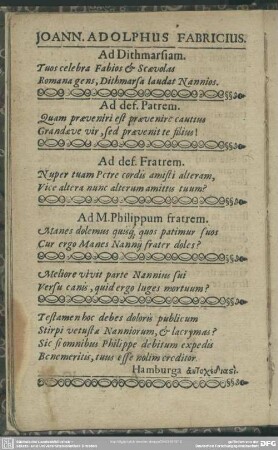 JOANN. ADOLPHUS FABRICIUS.
Ad Dithmarsiam.
Tuos celebra Fabios & Scævolas
Romana gens, Dithmarsa laudat Nannios.
Ad def. Patrem.
Quam præveniri est prævenire cautius
Grandæve vir, sed prævenit te filius!
Ad def. Fratrem.
Nuper tuam Petre cordis amisti alteram,
Vice altera nunc alterum amittis tuum?
Ad M. Philippum fratrem.
Manes dolemus quisq; quos patimur suos
Cur ergo Manes Nannij frater doles?
Meliore vivit parte Nannius sui
Versu canis, quid ergo luges mortuum?
Testamen hoc debes doloris publicum
Stirpi vetustæ Nanniorum, & lacrymas?
Sic si omnibus Philippe debitum expedis
Benemeritis, tuus esse nolim creditor.
Hamburga